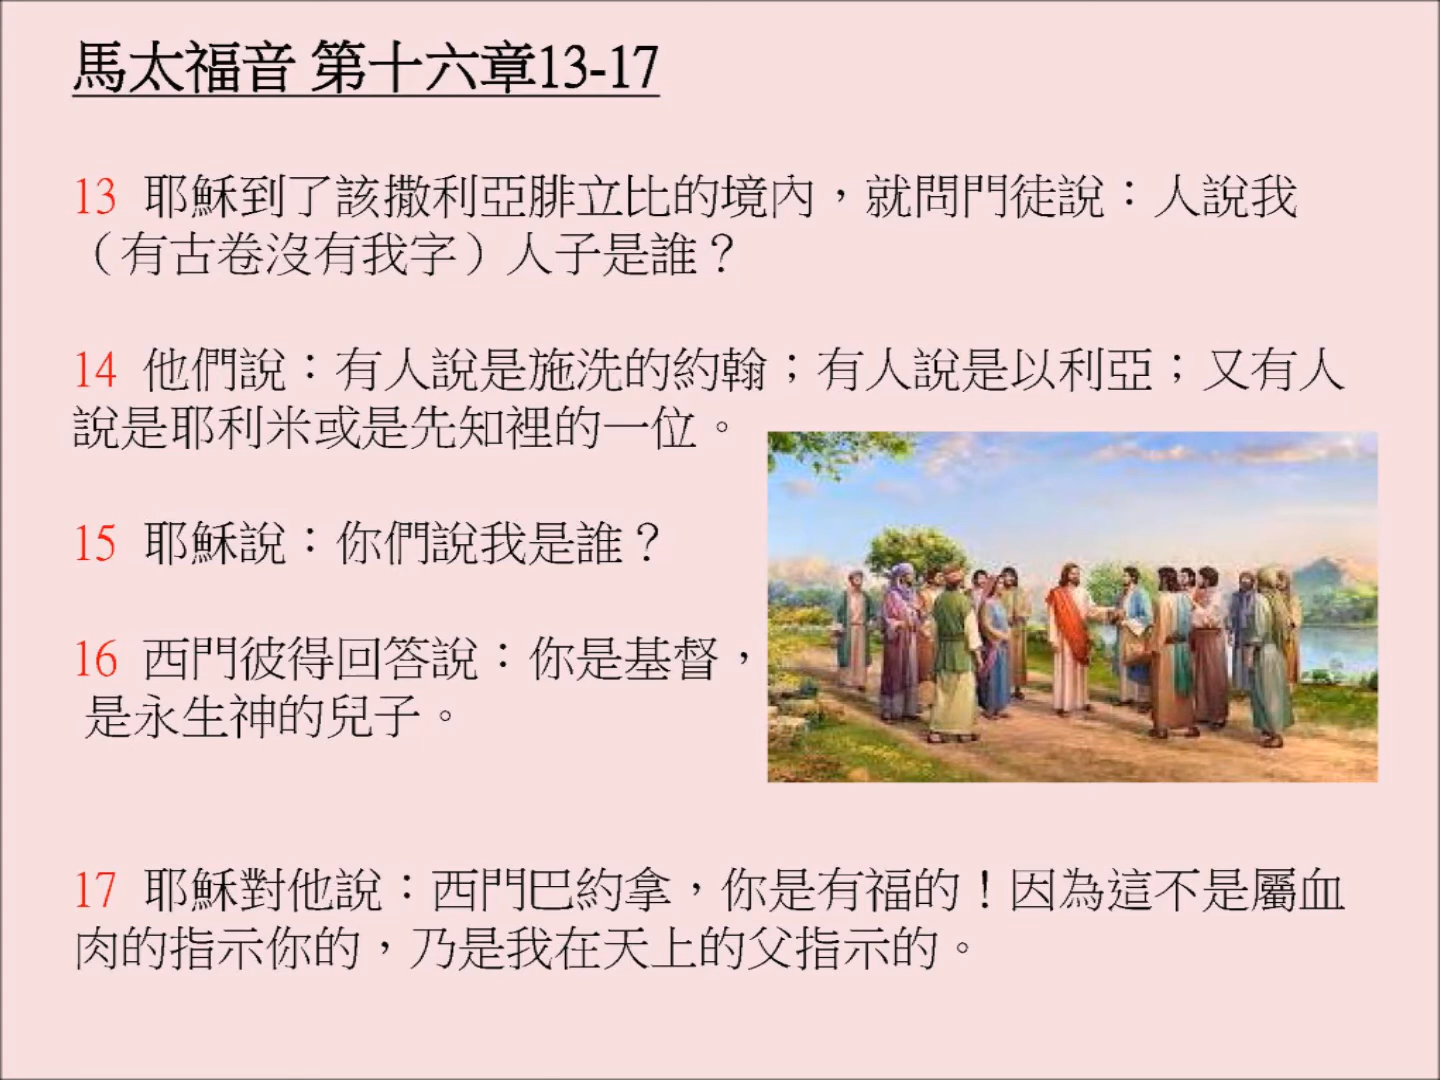 馬太福音 第十六章13-17
13 耶穌到了該撒利亞腓立比的境內，就問門徒說：人說我
（有古卷沒有我字）人子是誰？
14 他們說：有人說是施洗的約翰；有人說是以利亞；又有人
說是耶利米或是先知裡的一位。
15 耶穌說：你們說我是誰？
16 西門彼得回答說：你是基督，
是永生神的兒子。
17 耶穌對他說：西門巴約拿，你是有福的！因為這不是屬血
肉的指示你的，乃是我在天上的父指示的。